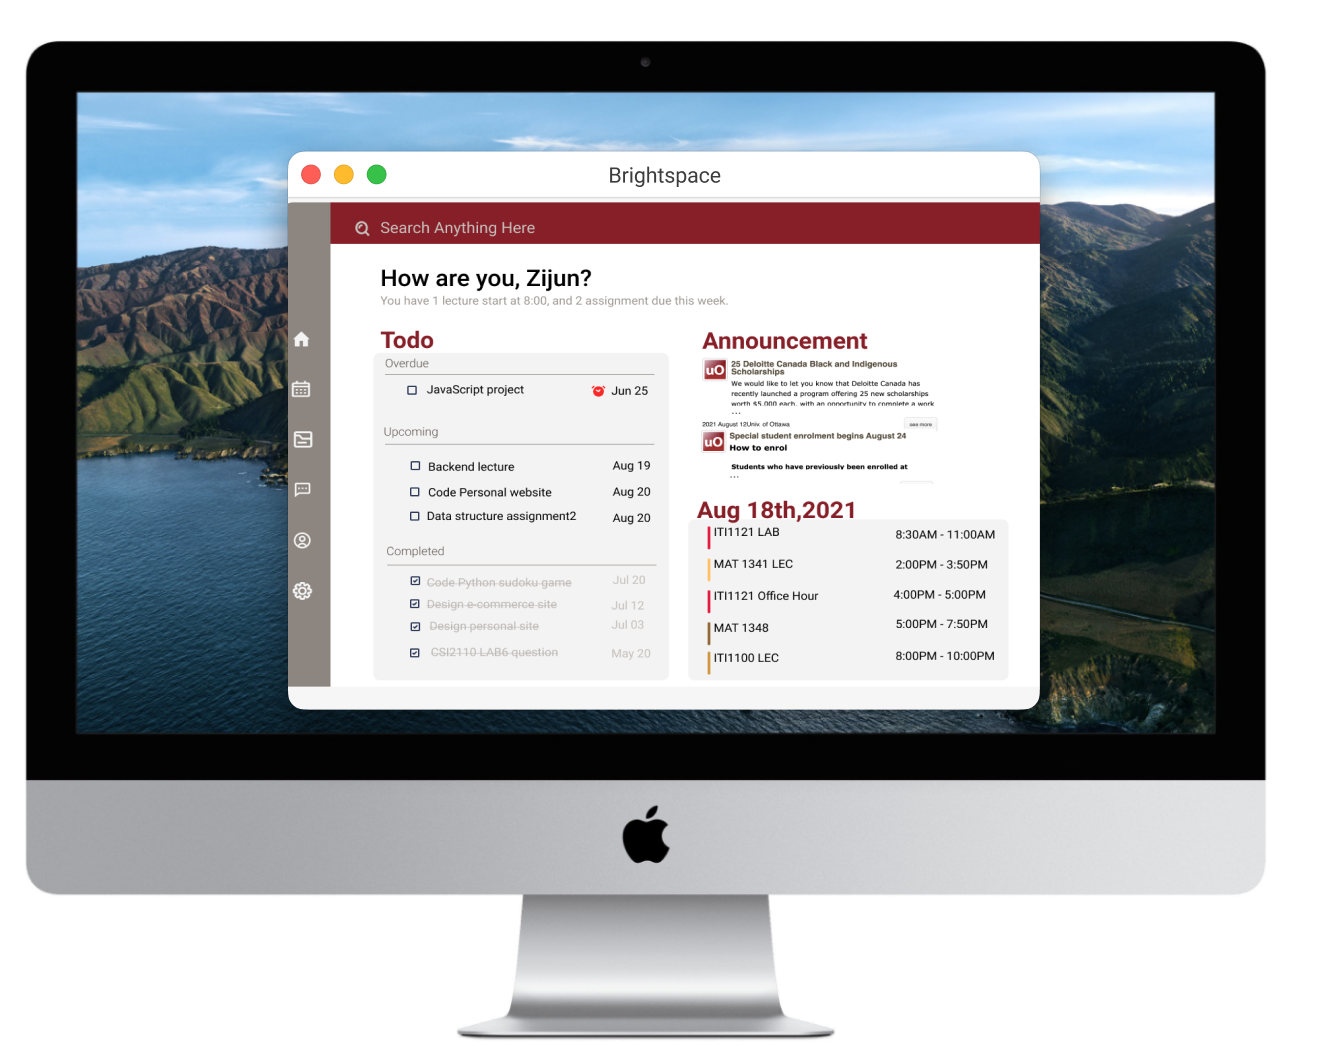 Brightspace
Search Anything Here
How are you, Zijun?
You have 1 lecture start at 8:00, and 2 assignment due this week.
Todo
Overdue
JavaScript project Jun 25
Upcoming
Backend lecture Aug 19
Code Personal website Aug 20
Data structure assignment2 Aug 20
Completed
Code Python sudoku game Jul 20
Design e-commerce site Jul 12
Design personal site Jul 03
CSI2110 LAB6 question May 20
Announcement
uO
25 Deloitte Canada Black and Indigenous
Scholarships
We would like to let you know that Deloitte Canada has
recently launched a program offering 25 new scholarships
worth $5,000 each, with an opportunity to complete a work
...
2021 August 12Univ. of Ottawa see more
uO
Special student enrolment begins August 24
How to enrol
Students who have previously been enrolled at
...
Aug 18th,2021
ITI1121 LAB 8:30AM - 11:00AM
MAT 1341 LEC 2:00PM - 3:50PM
ITI1121 Office Hour 4:00PM - 5:00PM
MAT 1348 5:00PM - 7:50PM
ITI1100 LEC 8:00PM - 10:00PM